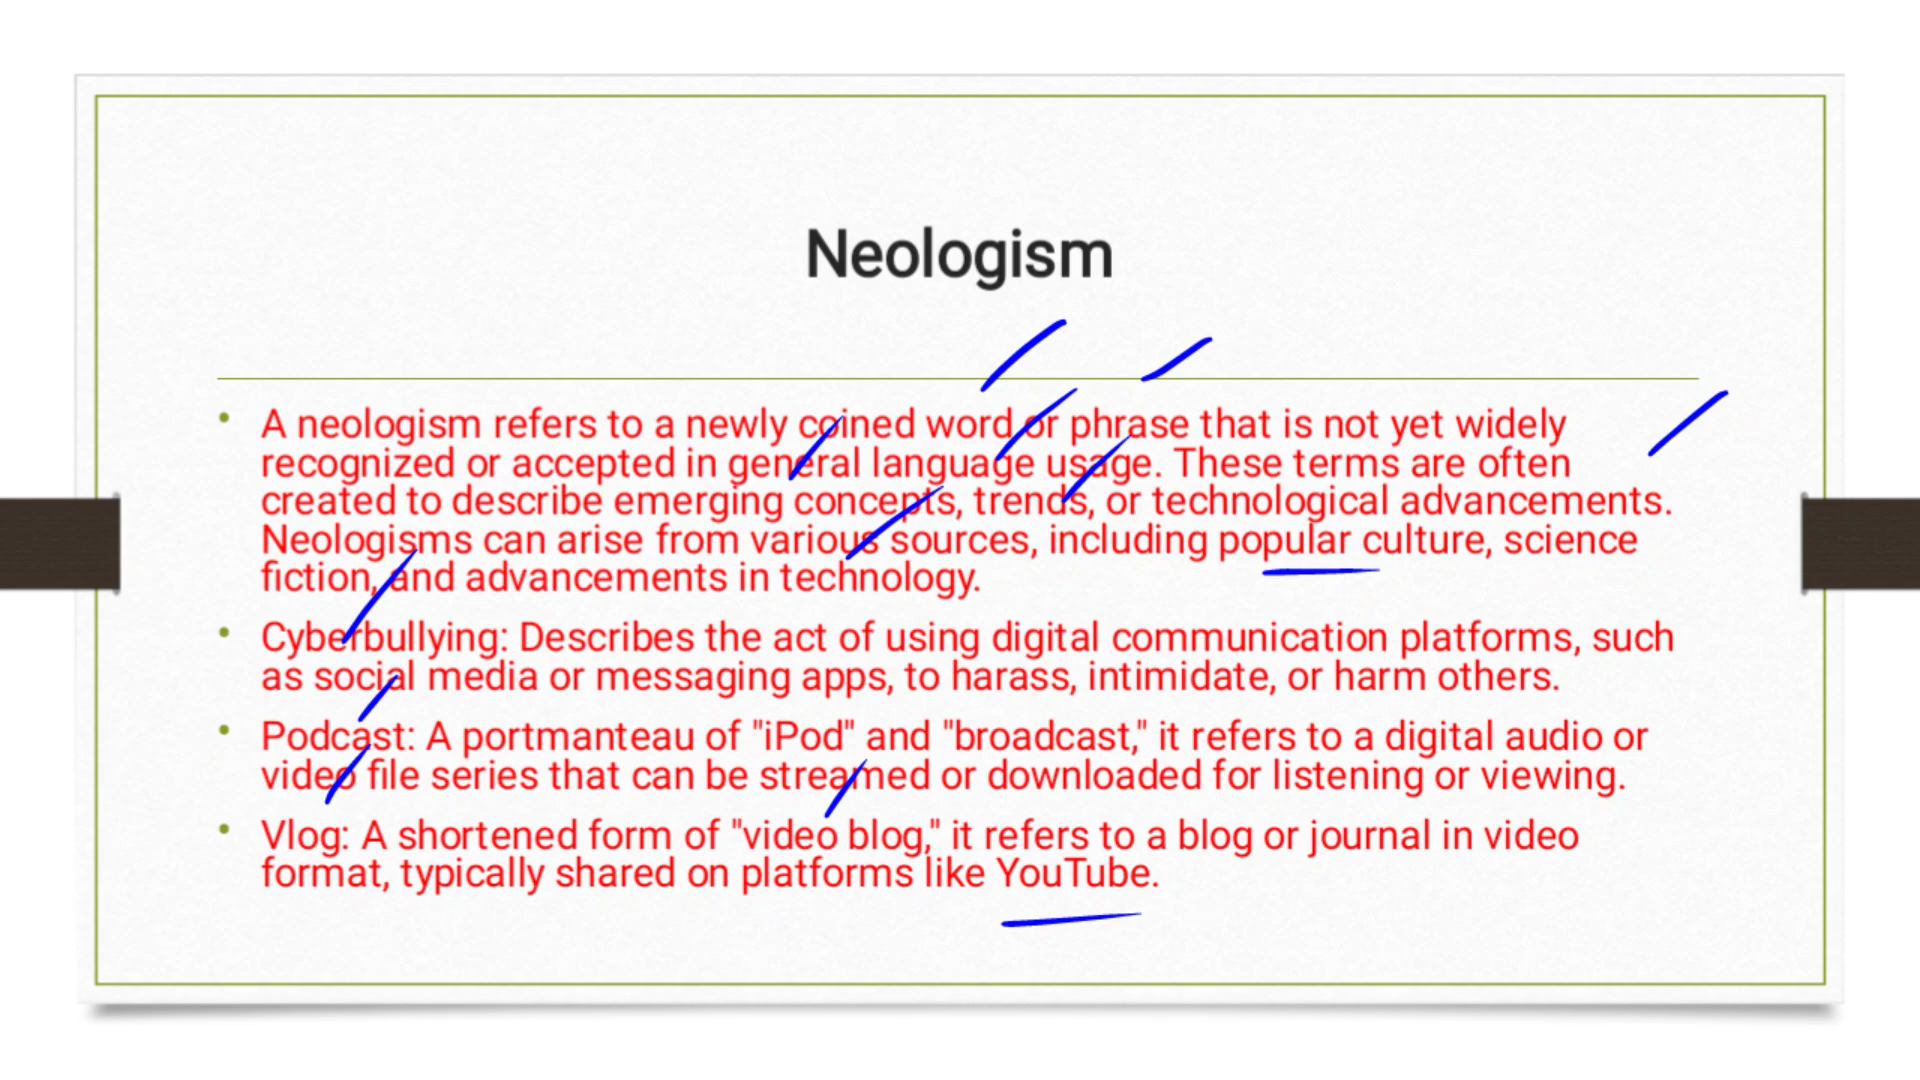 Neologism
• A neologism refers to a newly coined word or phrase that is not yet widely
recognized or accepted in general language usage. These terms are often
created to describe emerging concepts, trends, or technological advancements.
Neologisms can arise from various sources, including popular culture, science
fiction, and advancements in technology.
• Cyberbullying: Describes the act of using digital communication platforms, such
as social media or messaging apps, to harass, intimidate, or harm others.
• Podcast: A portmanteau of "iPod" and "broadcast," it refers to a digital audio or
video file series that can be streamed or downloaded for listening or viewing.
• Vlog: A shortened form of "video blog," it refers to a blog or journal in video
format, typically shared on platforms like YouTube.